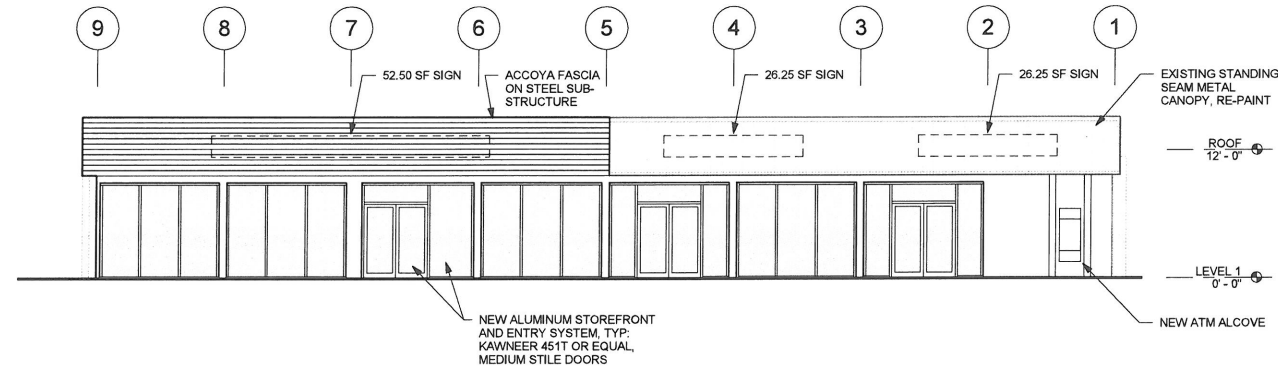 9 8 7 6 5 4 3 2 1
52.50 SF SIGN
ACCOYA FASCIA
ON STEEL SUB-
STRUCTURE
26.25 SF SIGN
26.25 SF SIGN
EXISTING STANDING
SEAM METAL
CANOPY, RE-PAINT
ROOF
12' - 0"
LEVEL 1
0' - 0"
NEW ALUMINUM STOREFRONT
AND ENTRY SYSTEM, TYP:
KAWNEER 451T OR EQUAL,
MEDIUM STILE DOORS
NEW ATM ALCOVE